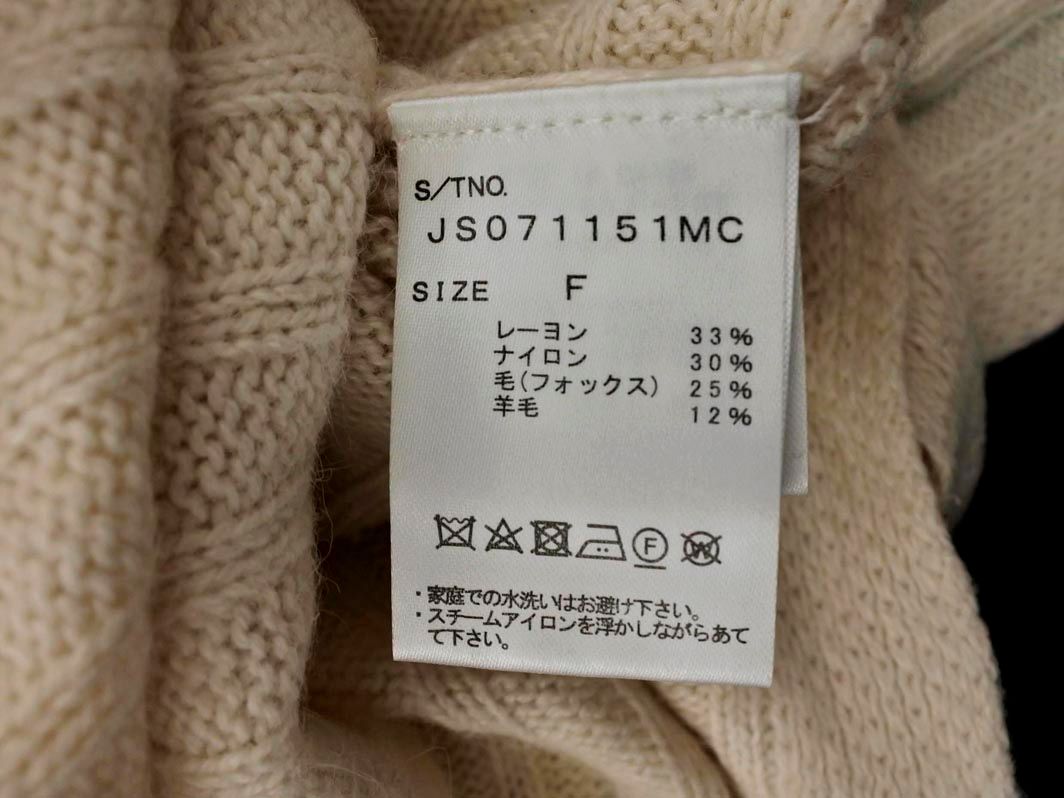 S/TNO.
JS071151MC
SIZE F
レーヨン 33%
ナイロン 30%
毛(フォックス) 25%
羊毛 12%
F W
・家庭での水洗いはお避け下さい。
・スチームアイロンを浮かしながらあて
て下さい。